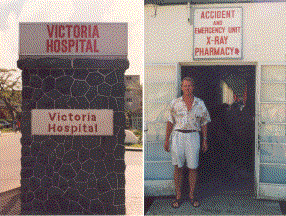 VICTORIA
HOSPITAL
Victoria
Hospital
ACCIDENT
AND
EMERGENCY UNIT
X-RAY
PHARMACY